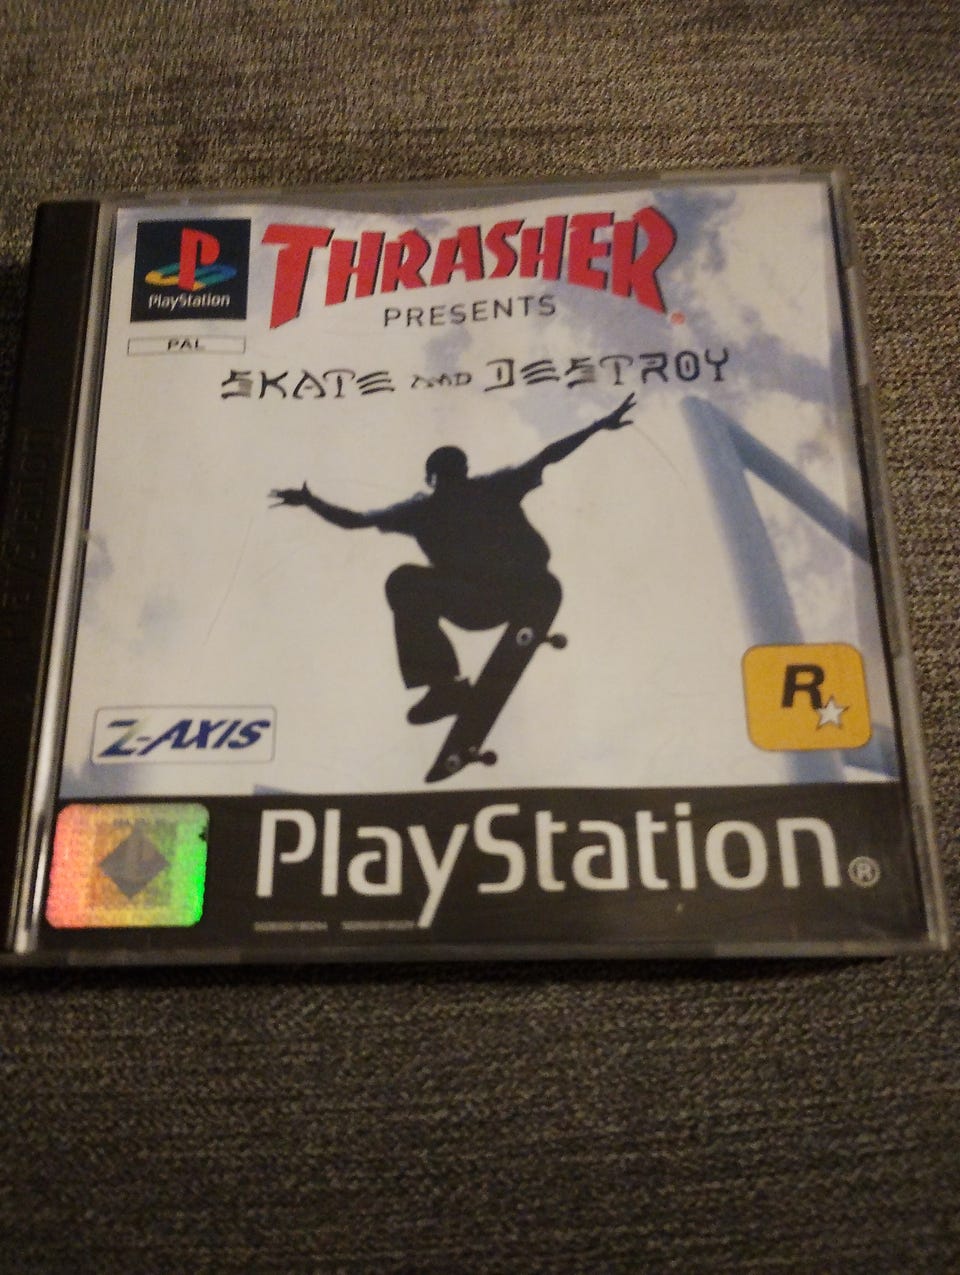 PlayStation
PAL
THRASHER
PRESENTS
SKATE AND DESTROY
Z-AXIS
R
PlayStation®